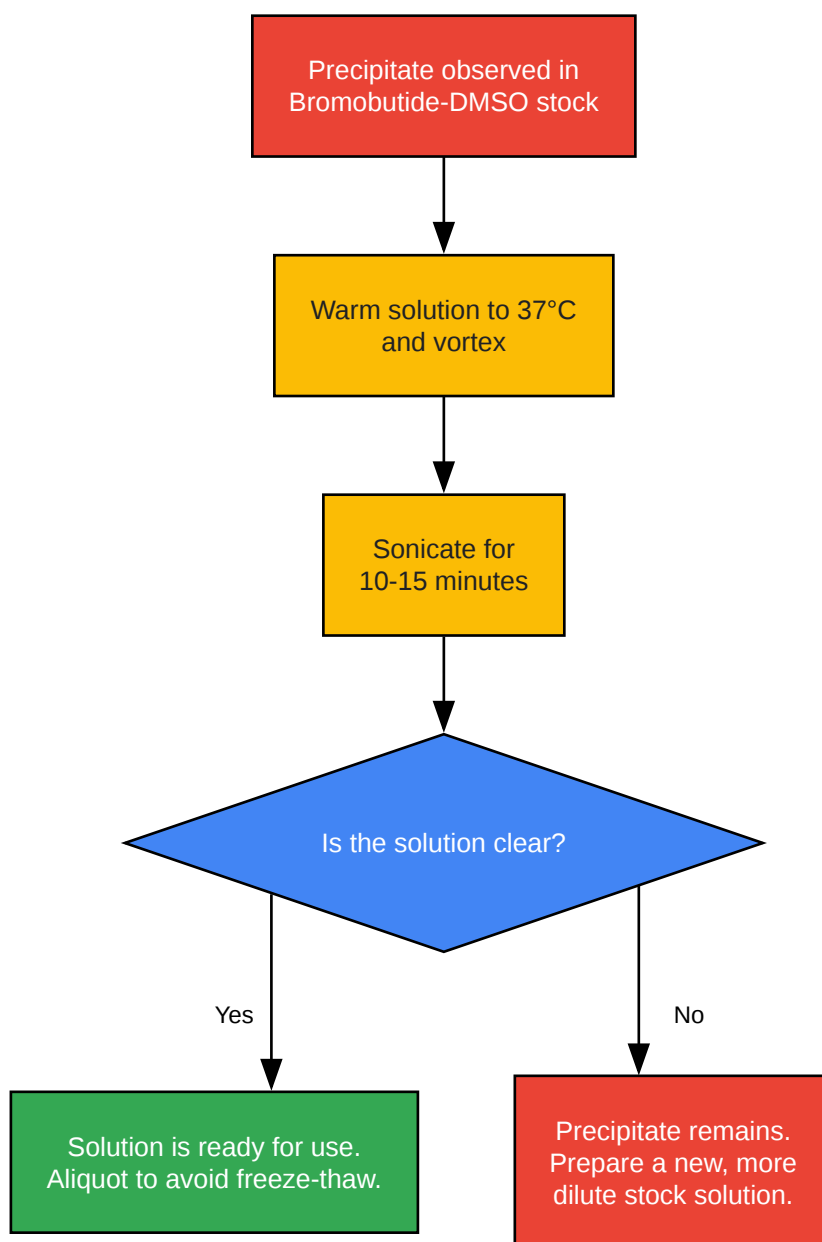 Precipitate observed in
Bromobutide-DMSO stock
Warm solution to 37°C
and vortex
Sonicate for
10-15 minutes
Is the solution clear?
Yes
No
Solution is ready for use.
Aliquot to avoid freeze-thaw.
Precipitate remains.
Prepare a new, more
dilute stock solution.